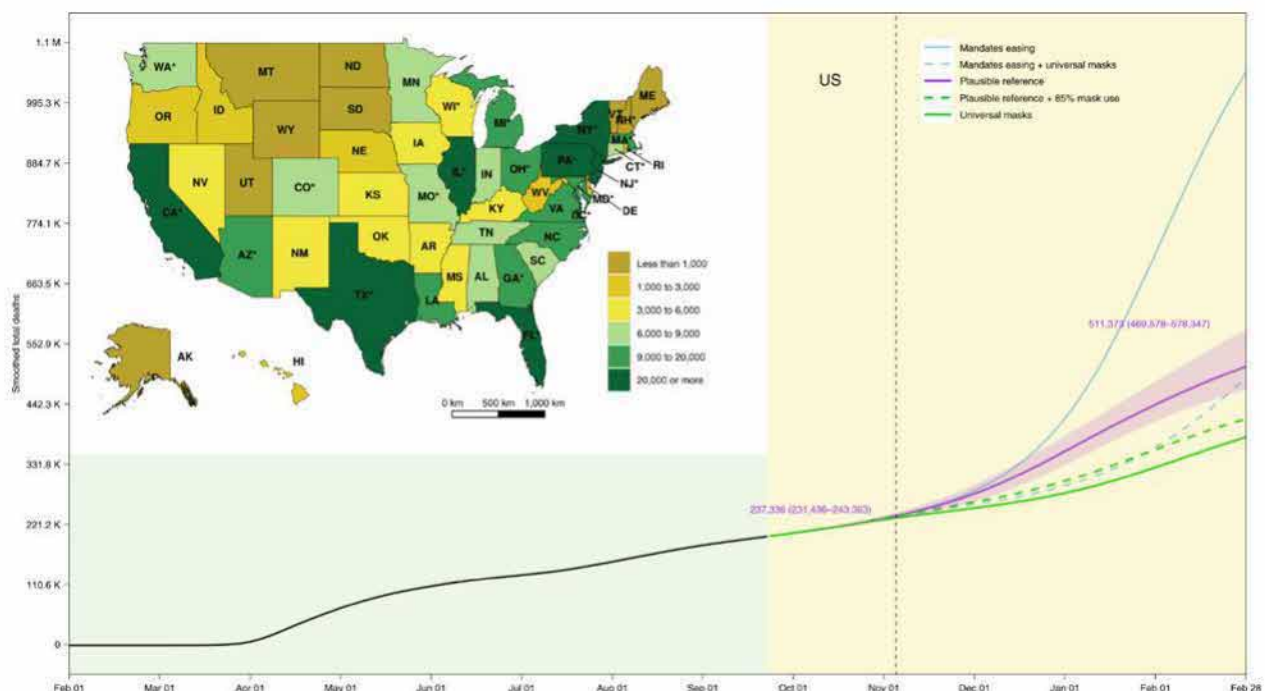 1.1 M
995.3 K
884.7 K
774.1 K
663.5 K
552.9 K
442.3 K
331.8 K
221.2 K
110.6 K
0
Smoothed total deaths
WA*
OR
CA*
NV
ID
MT
WY
UT
AZ*
CO*
NM
ND
SD
NE
KS
OK
TX*
MN
IA
MO*
AR
LA
WI*
IL*
MI*
IN
OH*
KY
TN
MS
AL
GA*
FL*
SC
NC
VA
WV
PA*
NY*
VT
NH*
ME
MA*
RI
CT*
NJ*
MD*
DE
DC*
AK
HI
Less than 1,000
1,000 to 3,000
3,000 to 6,000
6,000 to 9,000
9,000 to 20,000
20,000 or more
0 km 500 km 1,000 km
US
Mandates easing
Mandates easing + universal masks
Plausible reference
Plausible reference + 85% mask use
Universal masks
511,373 (469,578–578,347)
237,336 (231,436–243,363)
Feb 01 Mar 01 Apr 01 May 01 Jun 01 Jul 01 Aug 01 Sep 01 Oct 01 Nov 01 Dec 01 Jan 01 Feb 01 Feb 28